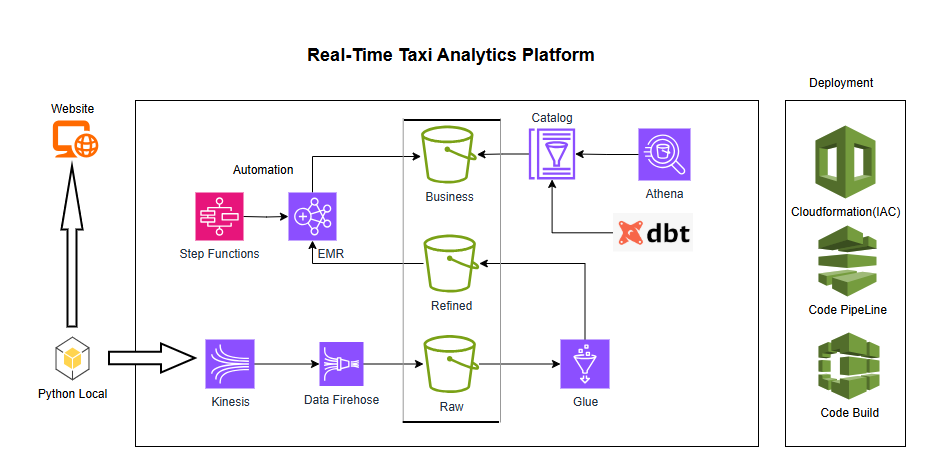 Real-Time Taxi Analytics Platform
Deployment
Website
Catalog
Automation
Business
Athena
Cloudformation(IAC)
dbt
Step Functions
EMR
Refined
Code PipeLine
Python Local
Kinesis
Data Firehose
Raw
Glue
Code Build